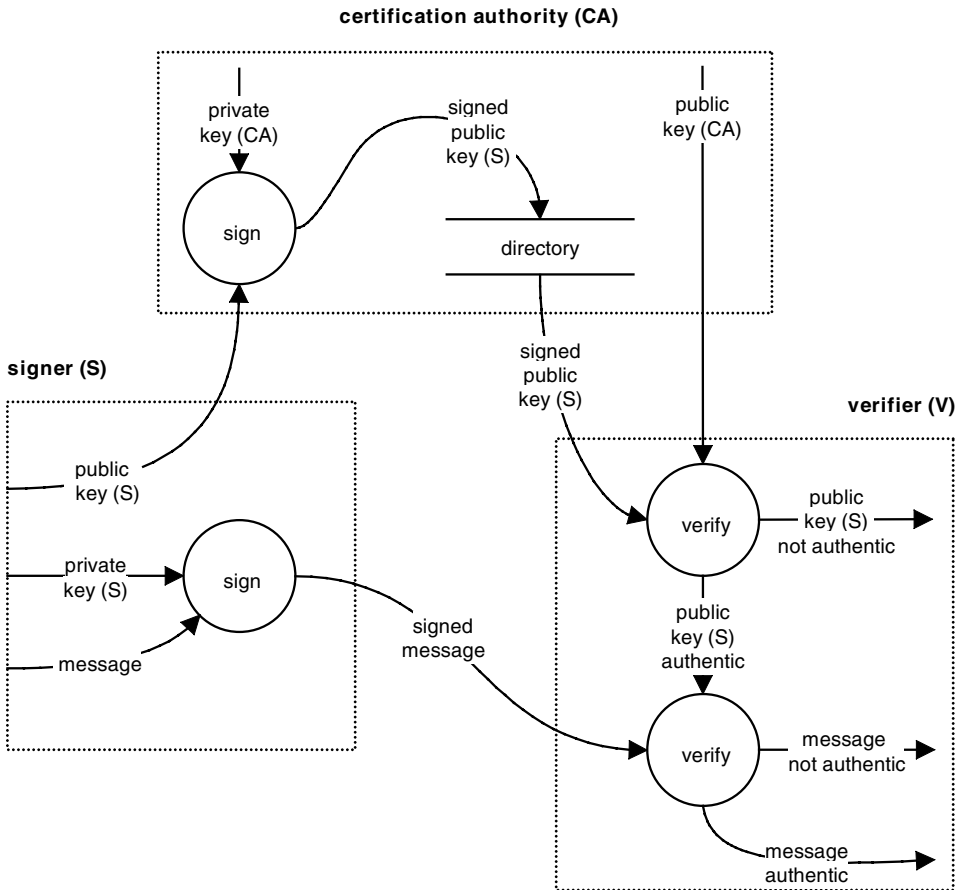 certification authority (CA)
private
key (CA)
signed
public
key (S)
public
key (CA)
sign
directory
signed
public
key (S)
signer (S)
verifier (V)
public
key (S)
private
key (S)
sign
message
signed
message
verify
public
key (S)
not authentic
public
key (S)
authentic
verify
message
not authentic
message
authentic